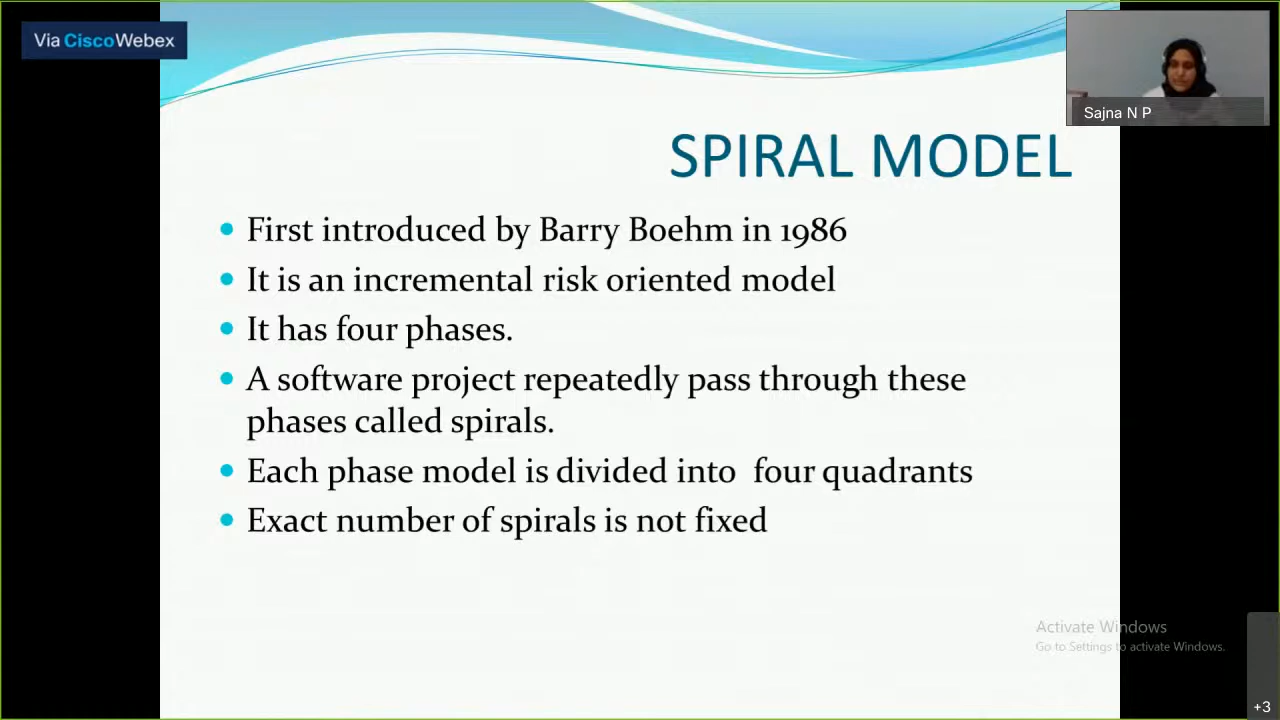 Via CiscoWebex
Sajna N P
SPIRAL MODEL
First introduced by Barry Boehm in 1986
It is an incremental risk oriented model
It has four phases.
A software project repeatedly pass through these
phases called spirals.
Each phase model is divided into four quadrants
Exact number of spirals is not fixed
Activate Windows
Go to Settings to activate Windows.
+3